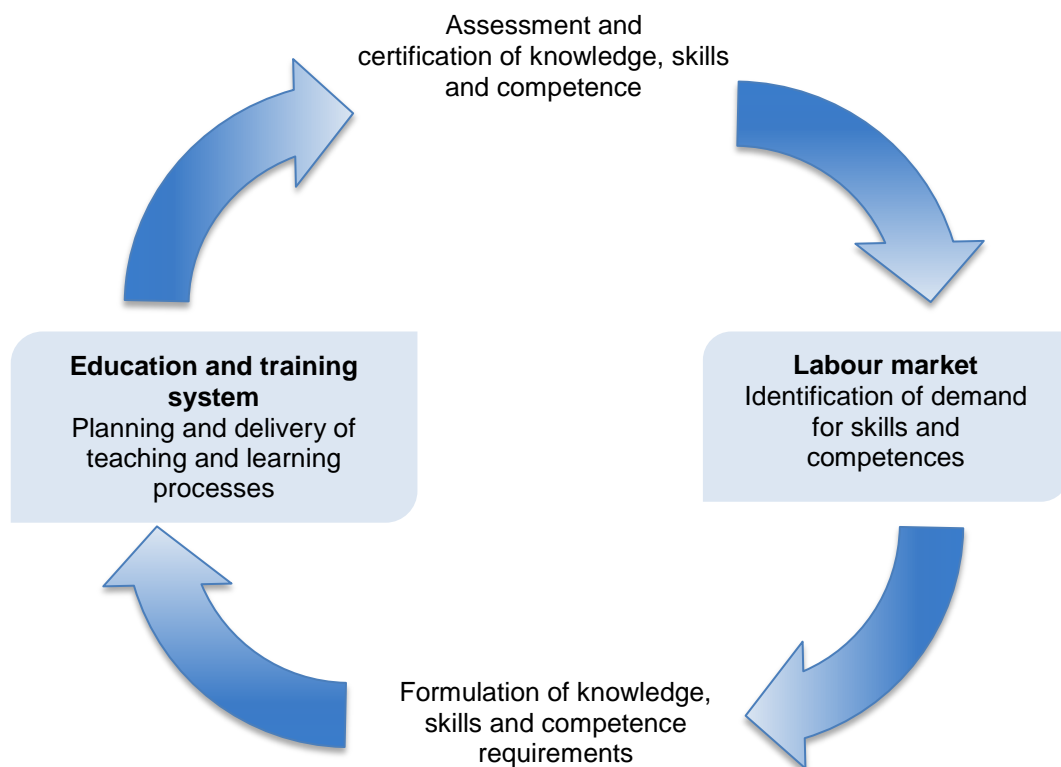 Assessment and
certification of knowledge, skills
and competence
Education and training
system
Planning and delivery of
teaching and learning
processes
Labour market
Identification of demand
for skills and
competences
Formulation of knowledge,
skills and competence
requirements